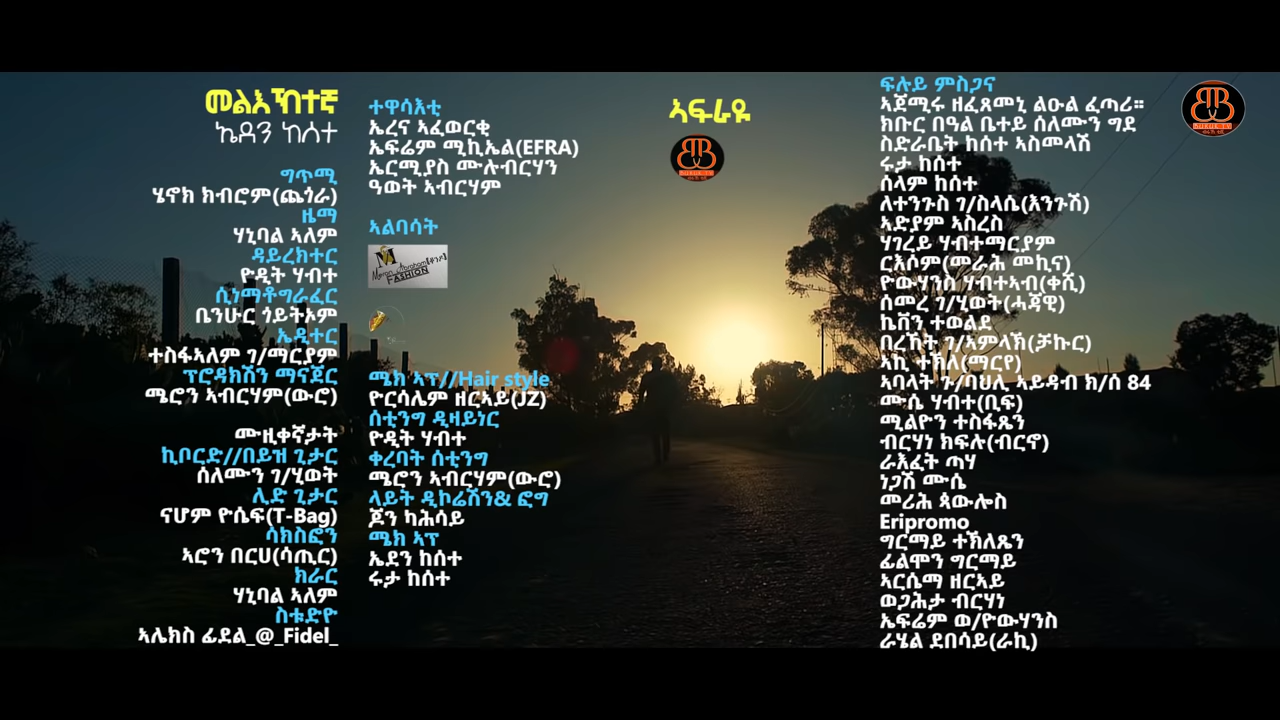 መልእኽተኛ
ኤደን ከሰተ
ግጥሚ
ሄኖክ ክብሮም(ጨጎራ)
ዜማ
ሃኒባል ኣለም
ዳይረክተር
ዮዲት ሃብተ
ሲነማቶግራፈር
ቤንሁር ጎይትኦም
ኤዲተር
ተስፋኣለም ገ/ማርያም
ፕሮዳክሽን ማናጀር
ሜሮን ኣብርሃም(ውሮ)
ሙዚቀኛታት
ኪቦርድ//በይዝ ጊታር
ሰለሙን ገ/ሂወት
ሊድ ጊታር
ናሆም ዮሴፍ(T-Bag)
ሳክስፎን
ኣሮን በርሀ(ሳጢር)
ክራር
ሃኒባል ኣለም
ስቱድዮ
ኣሌክስ ፊደል_@_Fidel_
ተዋሳእቲ
ኤረና ኣፈወርቂ
ኤፍሬም ሚኪኤል(EFRA)
ኤርሚያስ ሙሉብርሃን
ዓወት ኣብርሃም
ኣልባሳት
FASHION
ሜክ ኣፕ//Hair style
ዮርሳሌም ዘርኣይ(JZ)
ሰቲንግ ዲዛይነር
ዮዲት ሃብተ
ቀረባት ሰቲንግ
ሜሮን ኣብርሃም(ውሮ)
ላይት ዲኮሬሽን& ፎግ
ጆን ካሕሳይ
ሜክ ኣፕ
ኤደን ከሰተ
ሩታ ከሰተ
ኣፍራዩ
ፍሉይ ምስጋና
ኣጀሚሩ ዘፈጸመኒ ልዑል ፈጣሪ።
ክቡር በዓል ቤተይ ሰለሙን ግደ
ስድራቤት ከሰተ ኣስመላሽ
ሩታ ከሰተ
ሰላም ከሰተ
ለተንጉስ ገ/ስላሴ(እንጉሽ)
ኣድያም ኣስረስ
ሃገረይ ሃብተማርያም
ርእሶም(መራሕ መኪና)
ዮውሃንስ ሃብተኣብ(ቀሺ)
ሰመረ ገ/ሂወት(ሓጃዊ)
ኬቨን ተወልደ
በረኸት ገ/ኣምላኽ(ቻኩር)
ኣኪ ተኽለ(ማርየ)
ኣባላት ጉ/ባህሊ ኣይዳብ ክ/ሰ 84
ሙሴ ሃብተ(ቢፍ)
ሚልዮን ተስፋጼን
ብርሃነ ክፍሉ(ብርኖ)
ራእፈት ጣሃ
ነጋሽ ሙሴ
መሪሕ ጳውሎስ
Eripromo
ግርማይ ተኽለጼን
ፊልሞን ግርማይ
ኣርሴማ ዘርኣይ
ወጋሕታ ብርሃነ
ኤፍሬም ወ/ዮውሃንስ
ራሄል ደበሳይ(ራኪ)